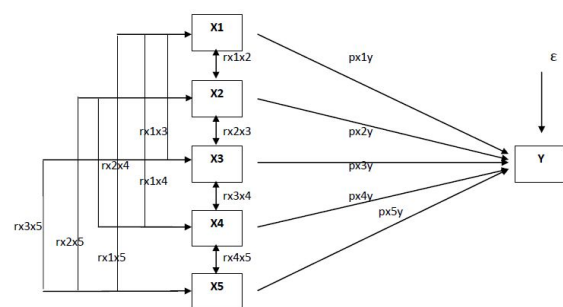 X1
rx1x2
px1y
ε
X2
rx1x3
rx2x3
px2y
X3
px3y
Y
rx2x4
rx1x4
rx3x4
px4y
X4
px5y
rx3x5
rx2x5
rx1x5
rx4x5
X5